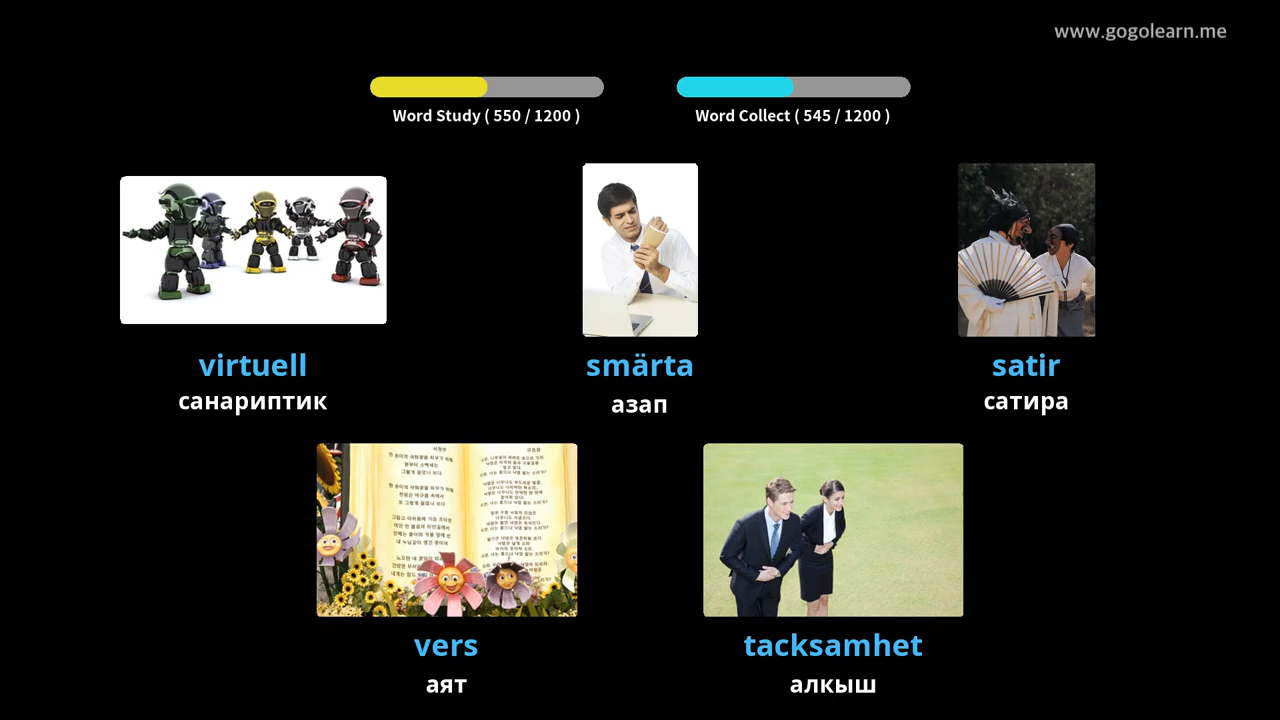 www.gogolearn.me
Word Study ( 550 / 1200 )
Word Collect ( 545 / 1200 )
virtuell
санариптик
smärta
азап
satir
сатира
vers
аят
tacksamhet
алкыш